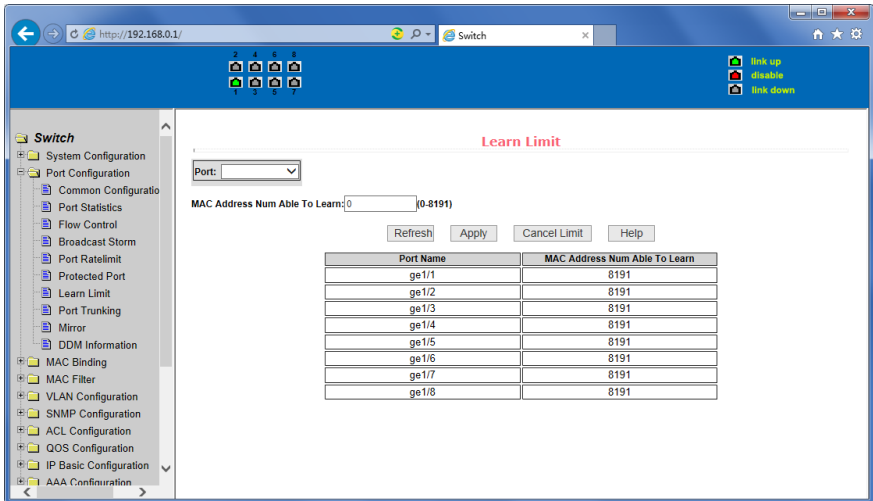 http://192.168.0.1/
Switch
2 4 6 8
1 3 5 7
link up
disable
link down
Switch
System Configuration
Port Configuration
Common Configuratio
Port Statistics
Flow Control
Broadcast Storm
Port Ratelimit
Protected Port
Learn Limit
Port Trunking
Mirror
DDM Information
MAC Binding
MAC Filter
VLAN Configuration
SNMP Configuration
ACL Configuration
QOS Configuration
IP Basic Configuration
AAA Configuration
Learn Limit
Port:
MAC Address Num Able To Learn: 0 (0-8191)
Refresh Apply Cancel Limit Help
Port Name MAC Address Num Able To Learn
ge1/1 8191
ge1/2 8191
ge1/3 8191
ge1/4 8191
ge1/5 8191
ge1/6 8191
ge1/7 8191
ge1/8 8191